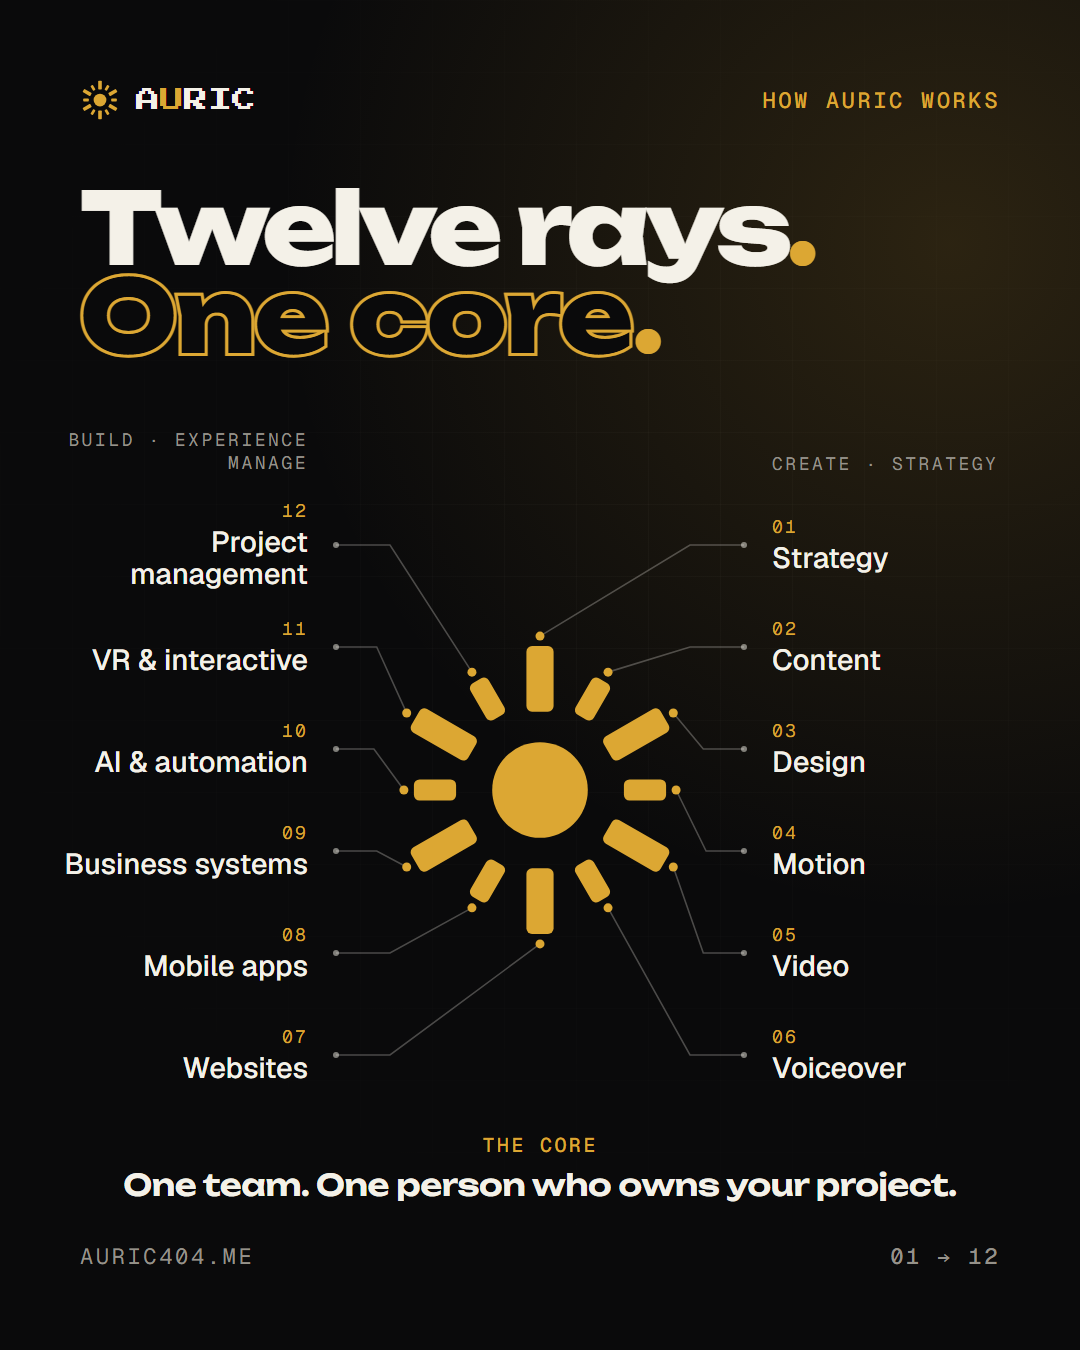 AURIC
HOW AURIC WORKS
Twelve rays.
One core.
BUILD · EXPERIENCE
MANAGE
CREATE · STRATEGY
12
Project
management
11
VR & interactive
10
AI & automation
09
Business systems
08
Mobile apps
07
Websites
01
Strategy
02
Content
03
Design
04
Motion
05
Video
06
Voiceover
THE CORE
One team. One person who owns your project.
AURIC404.ME
01 → 12